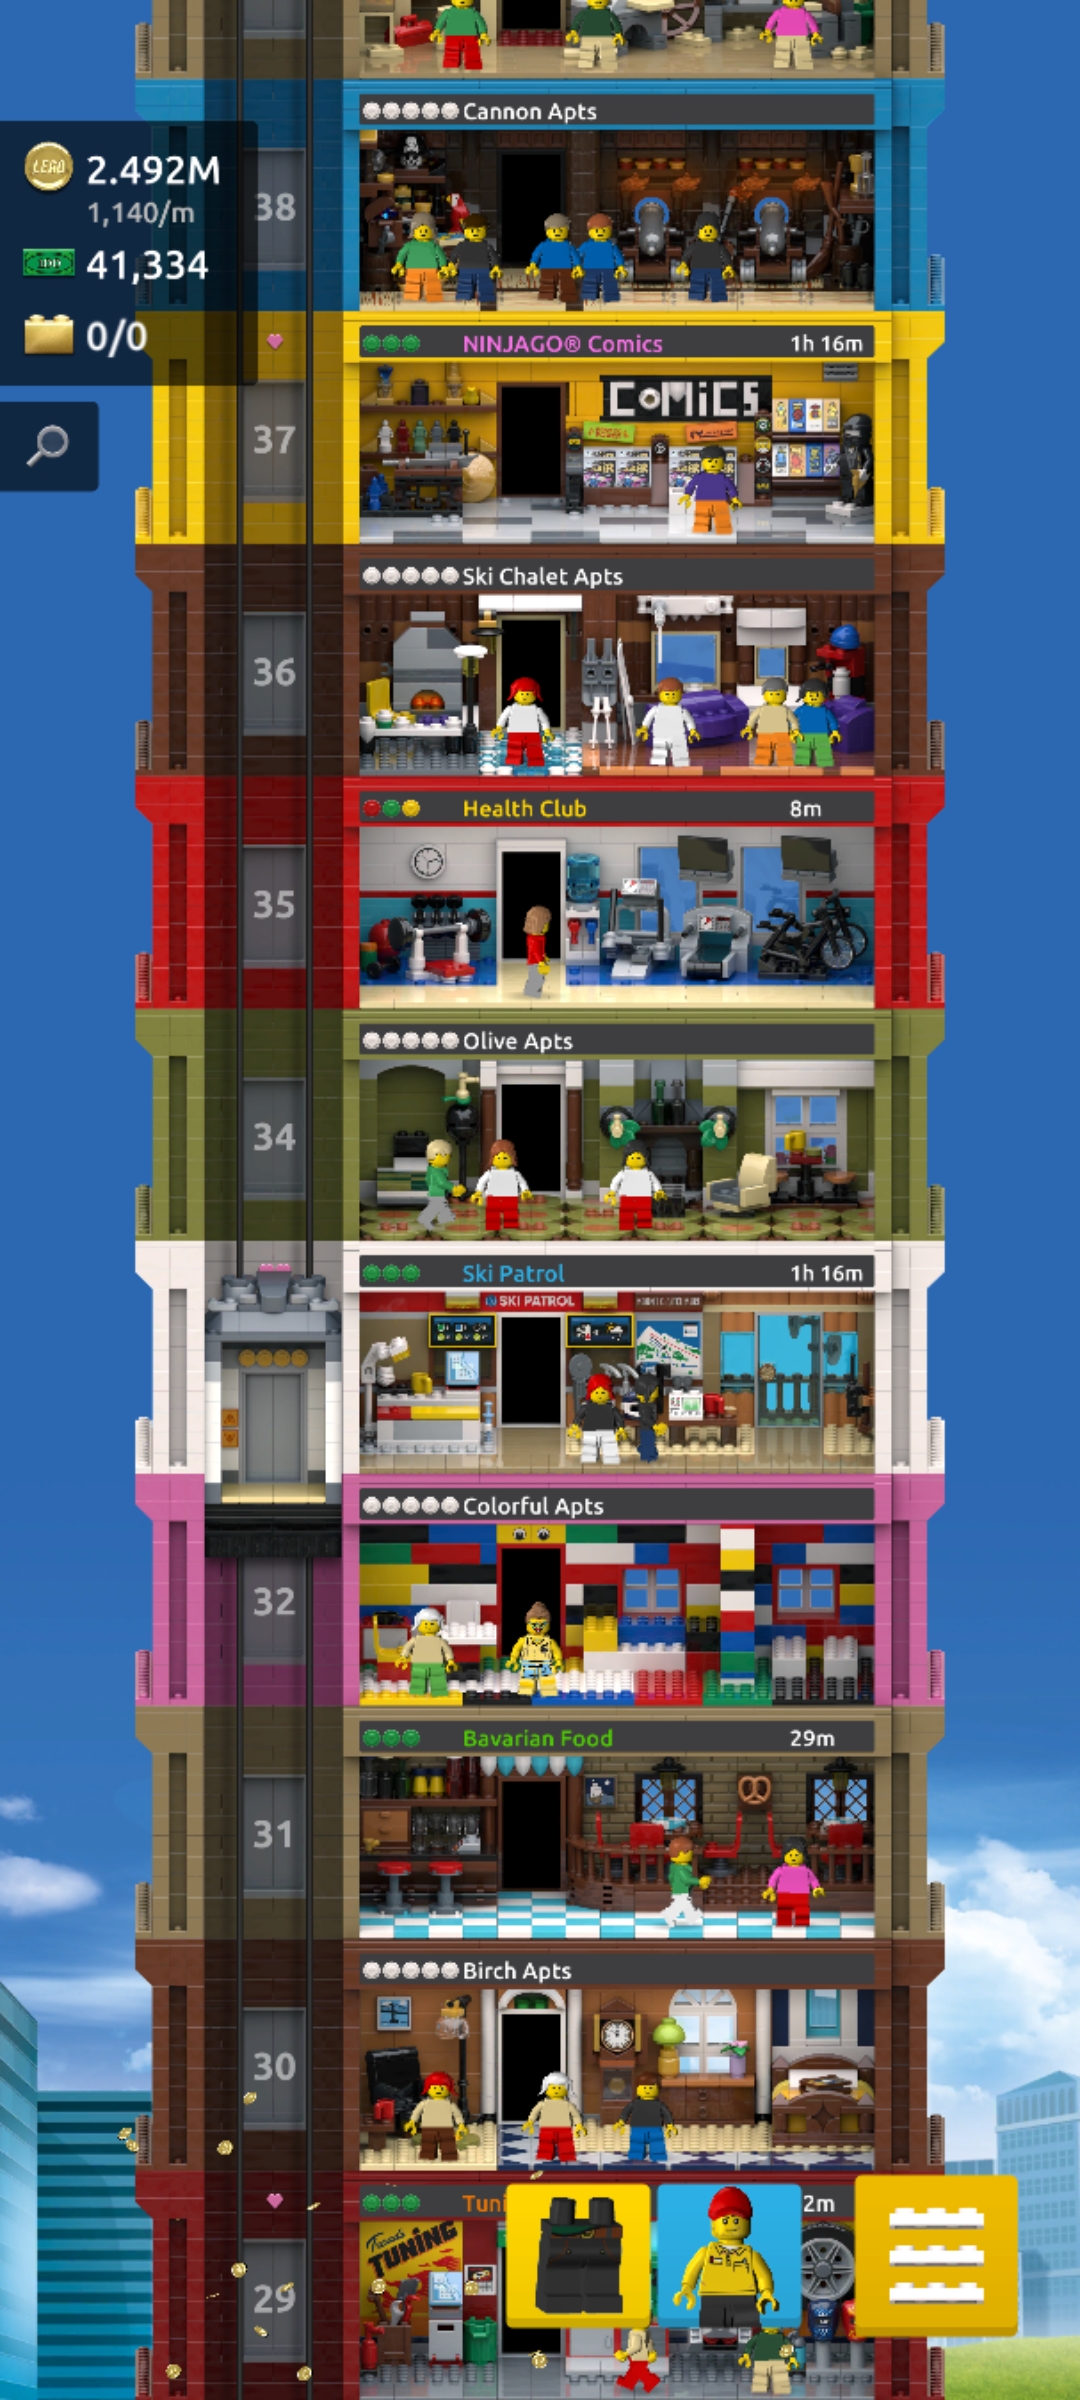 Cannon Apts
LEGO
2.492M
1,140/m
41,334
0/0
38
NINJAGO® Comics 1h 16m
COMiCS
37
Ski Chalet Apts
36
Health Club 8m
35
Olive Apts
34
Ski Patrol 1h 16m
SKI PATROL
Colorful Apts
32
Bavarian Food 29m
31
Birch Apts
30
Tuni 2m
TUNING
29